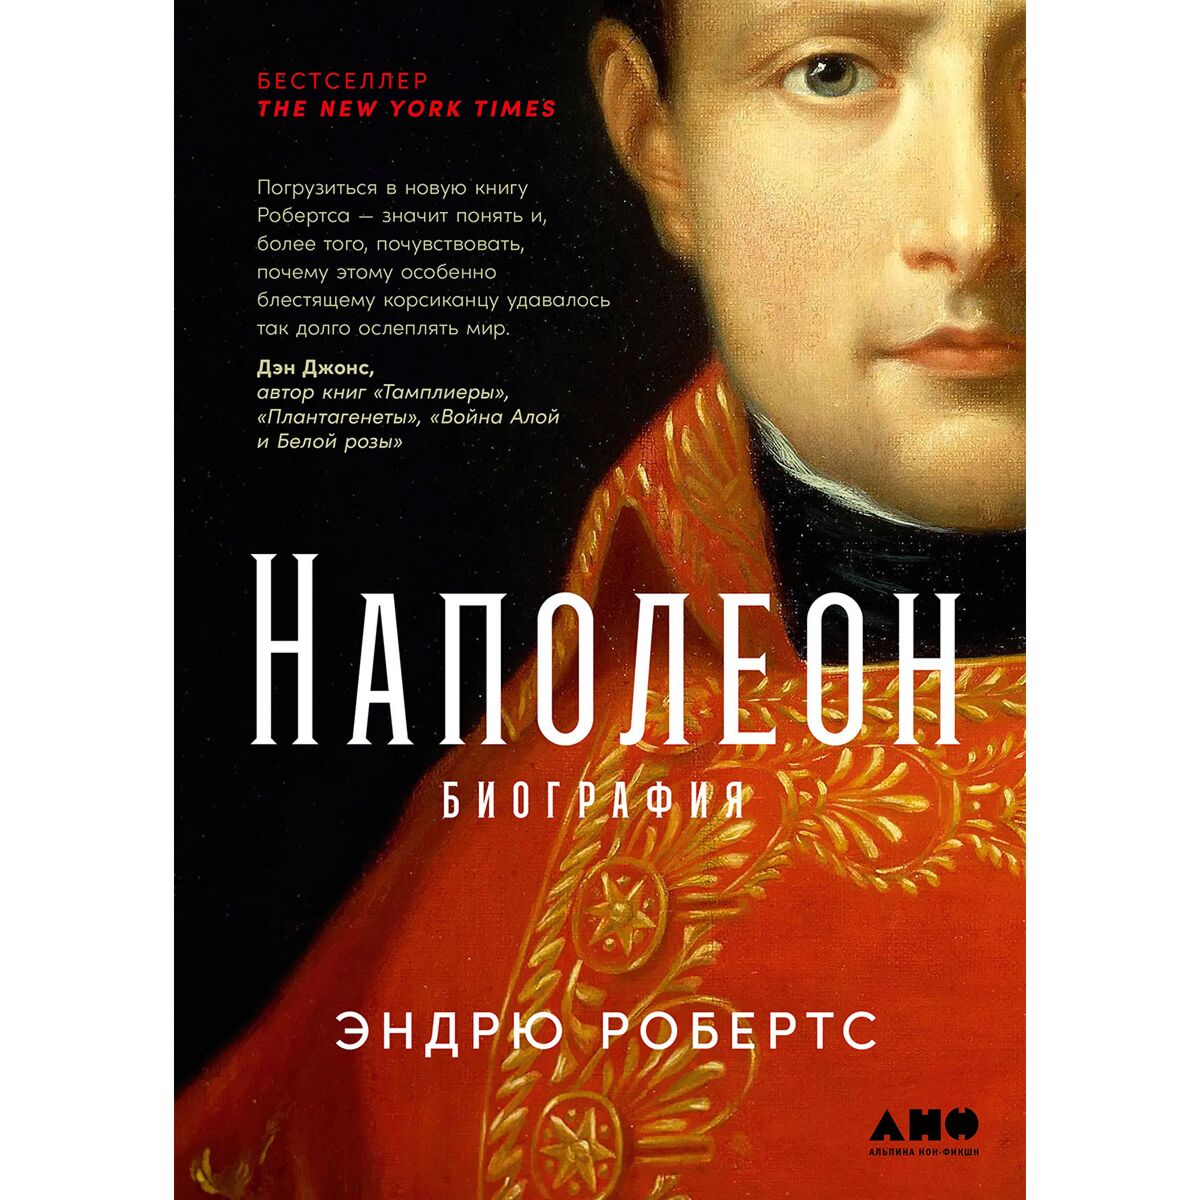 БЕСТСЕЛЛЕР
THE NEW YORK TIMES
Погрузиться в новую книгу
Робертса — значит понять и,
более того, почувствовать,
почему этому особенно
блестящему корсиканцу удавалось
так долго ослеплять мир.
Дэн Джонс,
автор книг «Тамплиеры»,
«Плантагенеты», «Война Алой
и Белой розы»
НАПОЛЕОН
БИОГРАФИЯ
ЭНДРЮ РОБЕРТС
АНФ
АЛЬПИНА НОН-ФИКШН